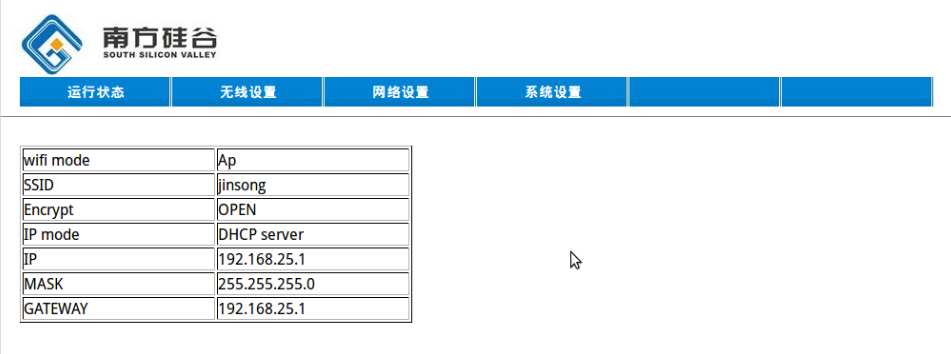 南方硅谷
SOUTH SILICON VALLEY
运行状态 无线设置 网络设置 系统设置
wifi mode Ap
SSID jinsong
Encrypt OPEN
IP mode DHCP server
IP 192.168.25.1
MASK 255.255.255.0
GATEWAY 192.168.25.1